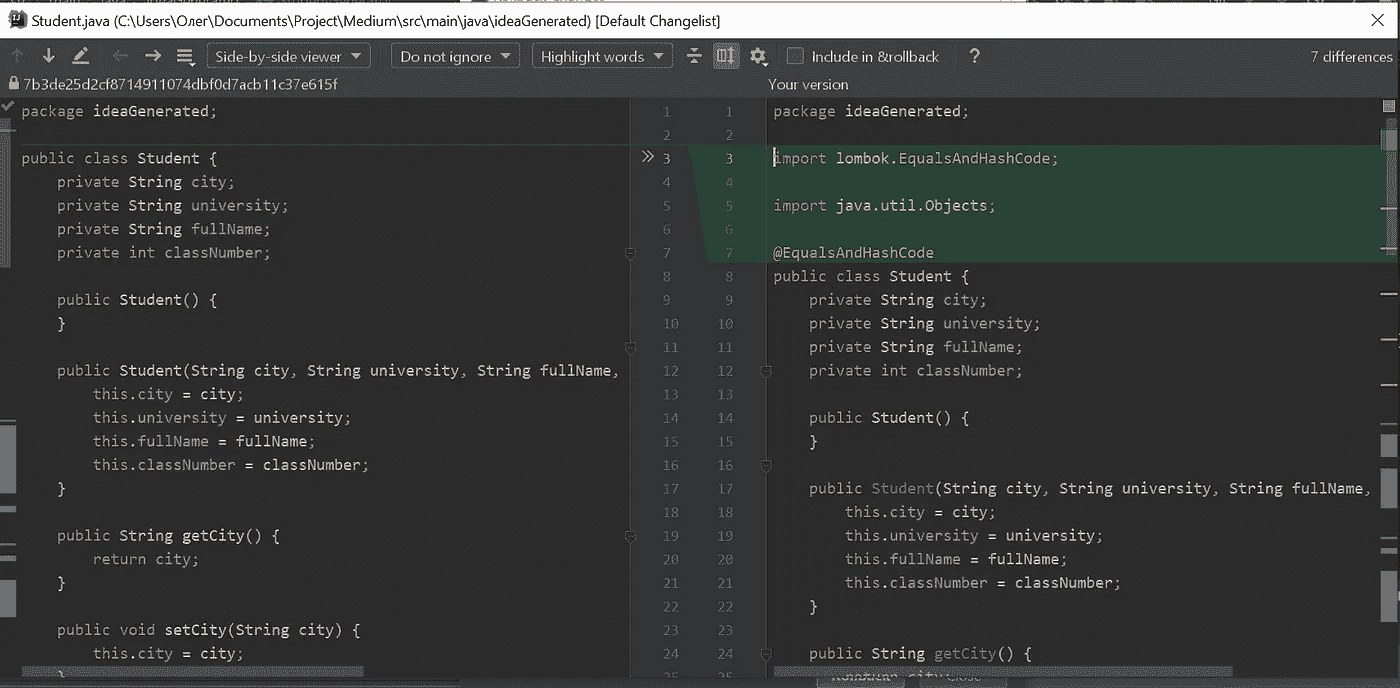 Student.java (C:\Users\Олег\Documents\Project\Medium\src\main\java\ideaGenerated) [Default Changelist]
Side-by-side viewer Do not ignore Highlight words Include in &rollback ? 7 differences
7b3de25d2cf8714911074dbf0d7acb11c37e615f
package ideaGenerated;
public class Student {
private String city;
private String university;
private String fullName;
private int classNumber;
public Student() {
}
public Student(String city, String university, String fullName,
this.city = city;
this.university = university;
this.fullName = fullName;
this.classNumber = classNumber;
}
public String getCity() {
return city;
}
public void setCity(String city) {
this.city = city;
}
1 1
2 2
3 3
4 4
5 5
6 6
7 7
8 8
9 9
10 10
11 11
12 12
13 13
14 14
15 15
16 16
17 17
18 18
19 19
20 20
21 21
22 22
23 23
24 24
25 25
Your version
package ideaGenerated;
import lombok.EqualsAndHashCode;
import java.util.Objects;
@EqualsAndHashCode
public class Student {
private String city;
private String university;
private String fullName;
private int classNumber;
public Student() {
}
public Student(String city, String university, String fullName,
this.city = city;
this.university = university;
this.fullName = fullName;
this.classNumber = classNumber;
}
public String getCity() {